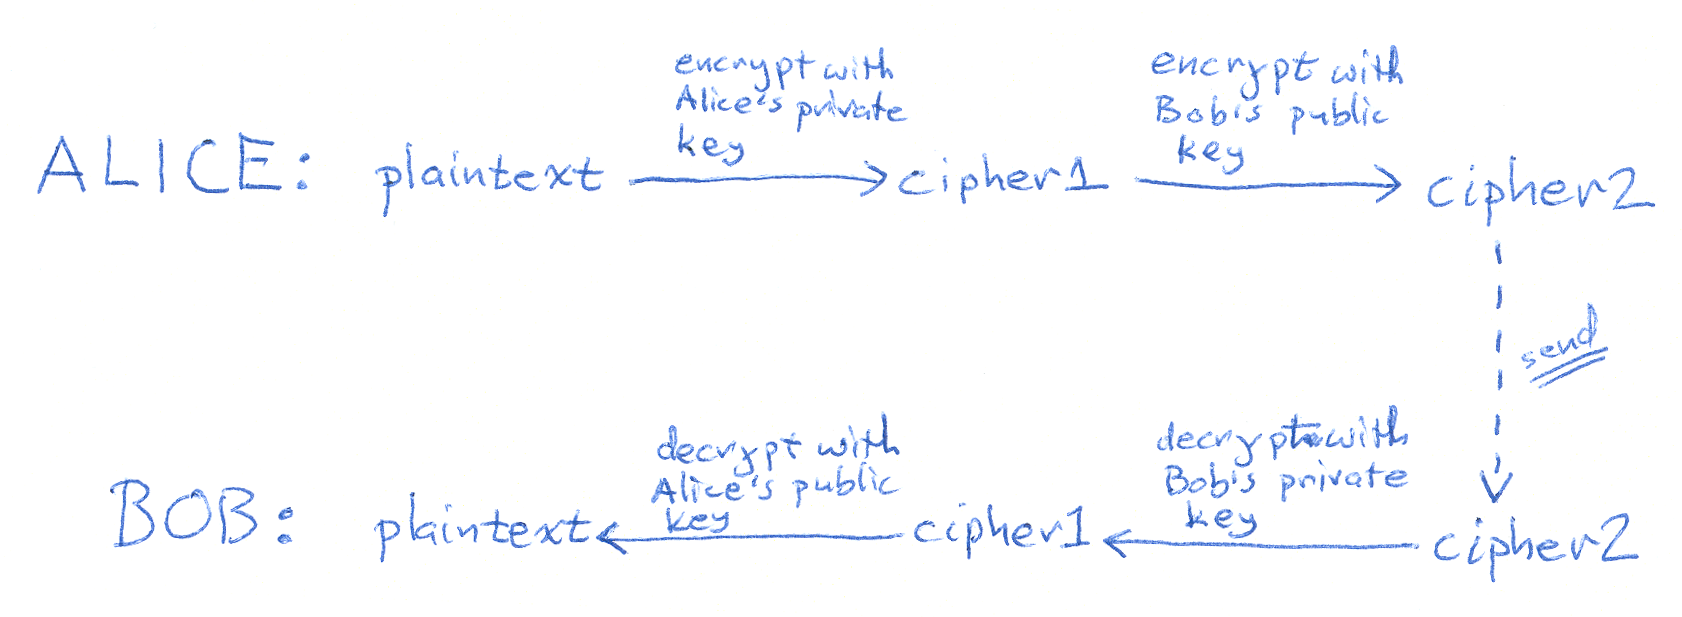 encrypt with
Alice's private
key
encrypt with
Bob's public
key
ALICE: plaintext cipher1 cipher2
send
decrypt with
Alice's public
key
decrypt with
Bob's private
key
BOB: plaintext cipher1 cipher2